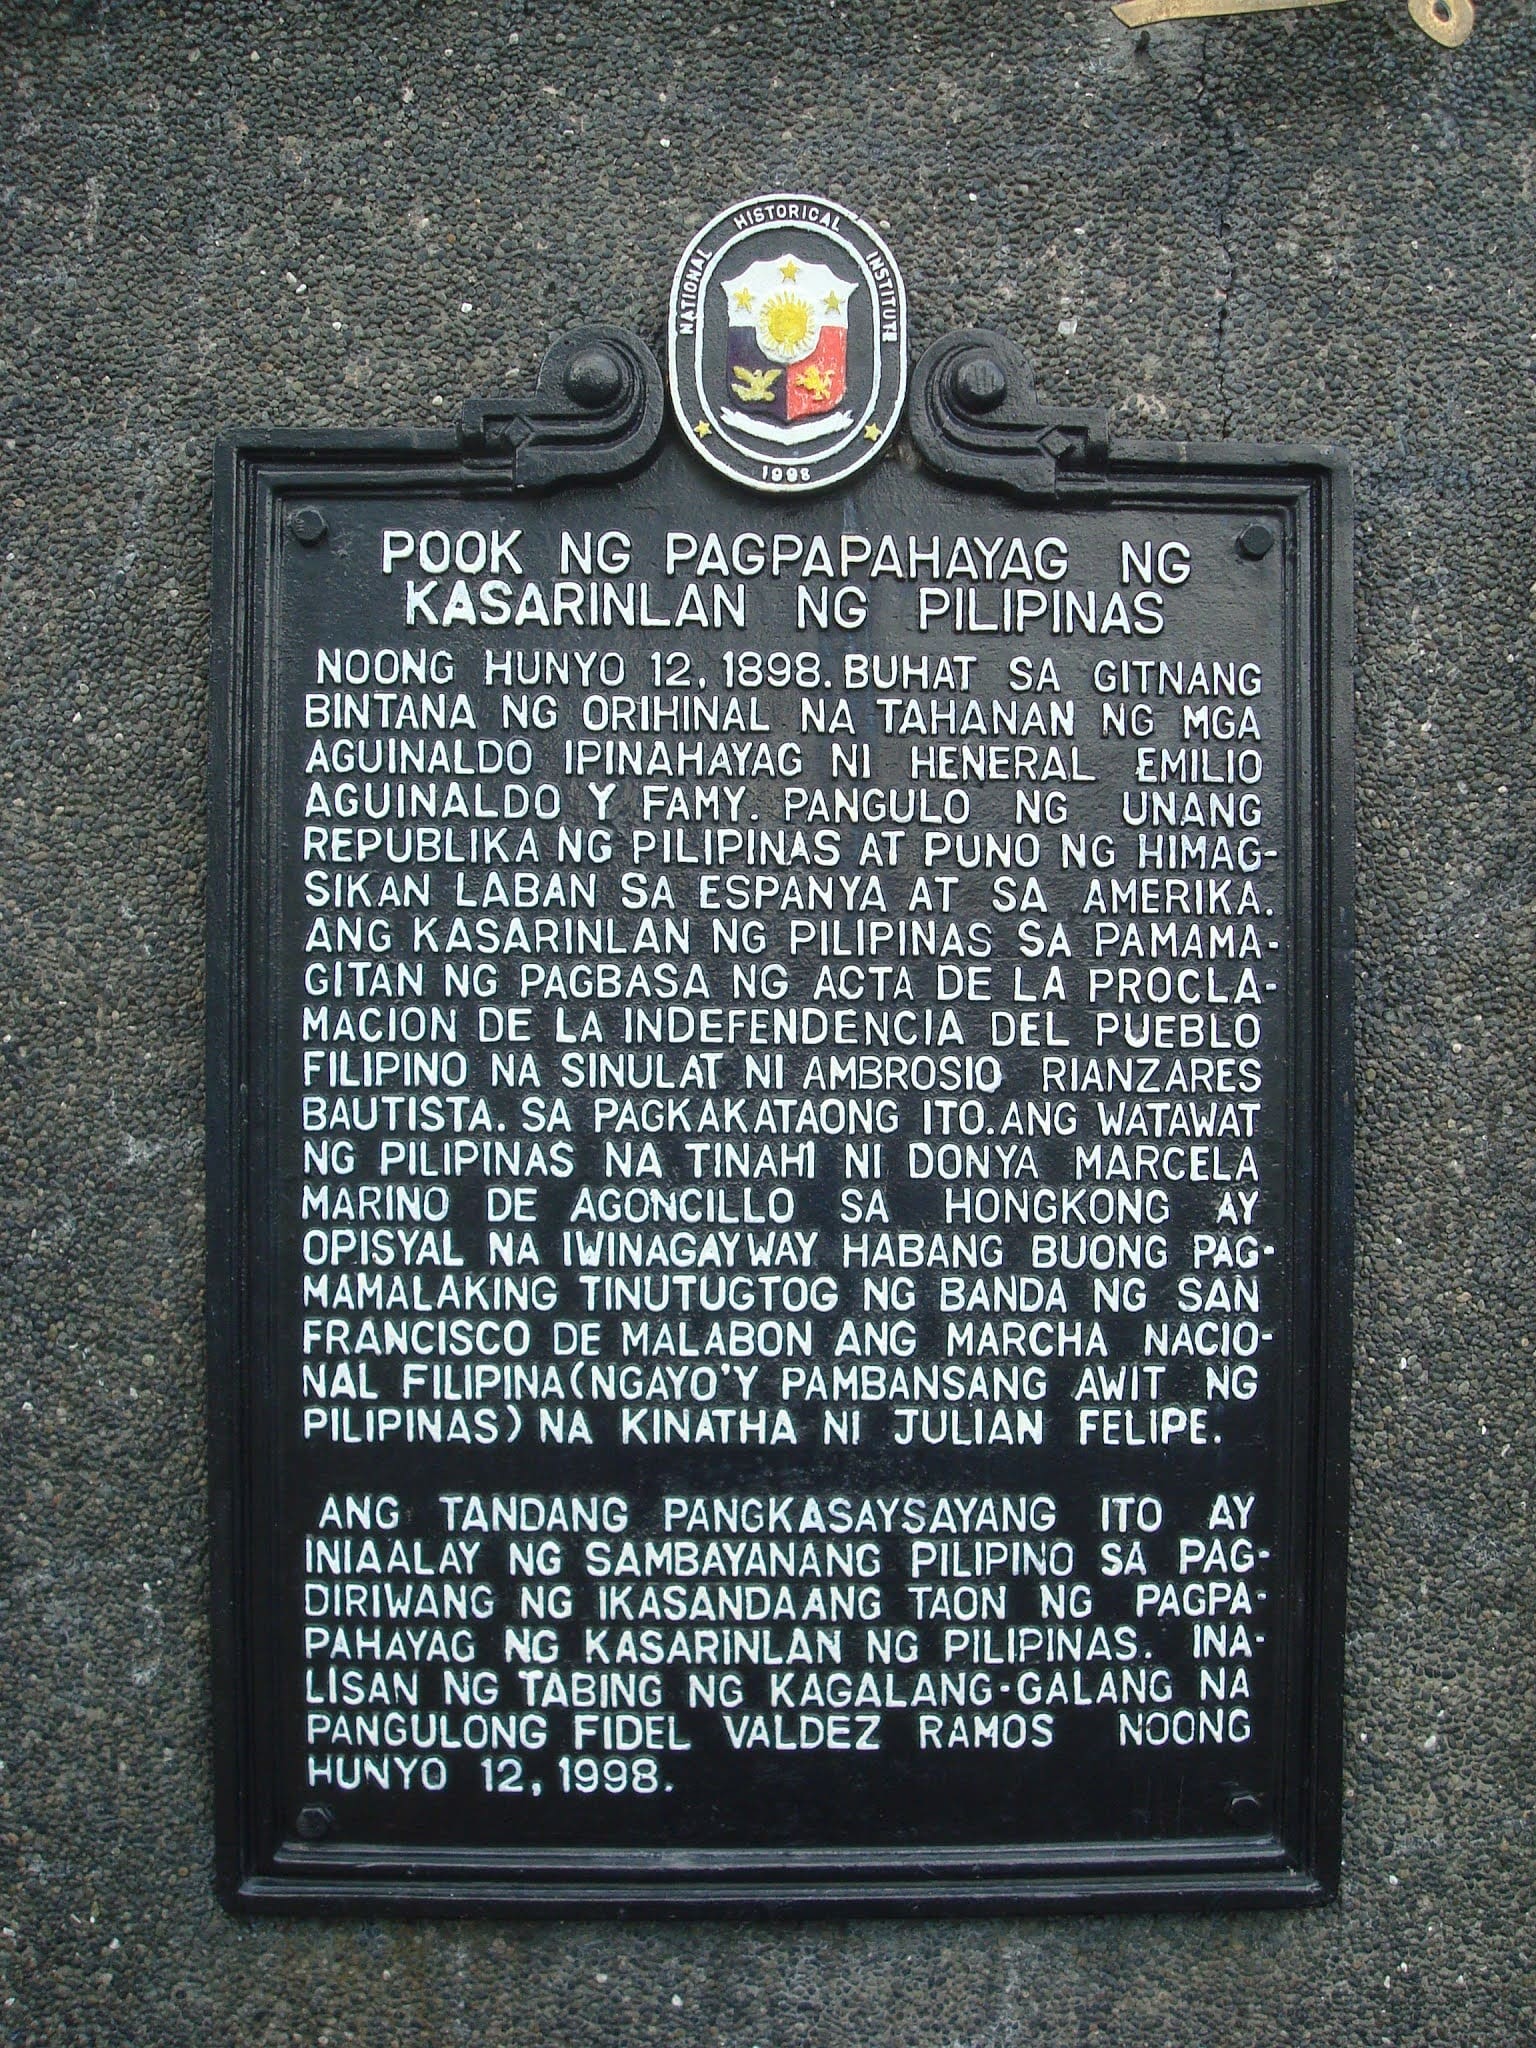 NATIONAL HISTORICAL INSTITUTE
1998
POOK NG PAGPAPAHAYAG NG
KASARINLAN NG PILIPINAS
NOONG HUNYO 12, 1898. BUHAT SA GITNANG
BINTANA NG ORIHINAL NA TAHANAN NG MGA
AGUINALDO IPINAHAYAG NI HENERAL EMILIO
AGUINALDO Y FAMY. PANGULO NG UNANG
REPUBLIKA NG PILIPINAS AT PUNO NG HIMAG-
SIKAN LABAN SA ESPANYA AT SA AMERIKA.
ANG KASARINLAN NG PILIPINAS SA PAMAMA-
GITAN NG PAGBASA NG ACTA DE LA PROCLA-
MACION DE LA INDEFENDENCIA DEL PUEBLO
FILIPINO NA SINULAT NI AMBROSIO RIANZARES
BAUTISTA. SA PAGKAKATAONG ITO. ANG WATAWAT
NG PILIPINAS NA TINAHI NI DONYA MARCELA
MARINO DE AGONCILLO SA HONGKONG AY
OPISYAL NA IWINAGAYWAY HABANG BUONG PAG-
MAMALAKING TINUTUGTOG NG BANDA NG SAN
FRANCISCO DE MALABON ANG MARCHA NACIO-
NAL FILIPINA (NGAYO'Y PAMBANSANG AWIT NG
PILIPINAS) NA KINATHA NI JULIAN FELIPE.
ANG TANDANG PANGKASAYSAYANG ITO AY
INIAALAY NG SAMBAYANANG PILIPINO SA PAG-
DIRIWANG NG IKASANDAANG TAON NG PAGPA-
PAHAYAG NG KASARINLAN NG PILIPINAS. INA-
LISAN NG TABING NG KAGALANG-GALANG NA
PANGULONG FIDEL VALDEZ RAMOS NOONG
HUNYO 12, 1998.